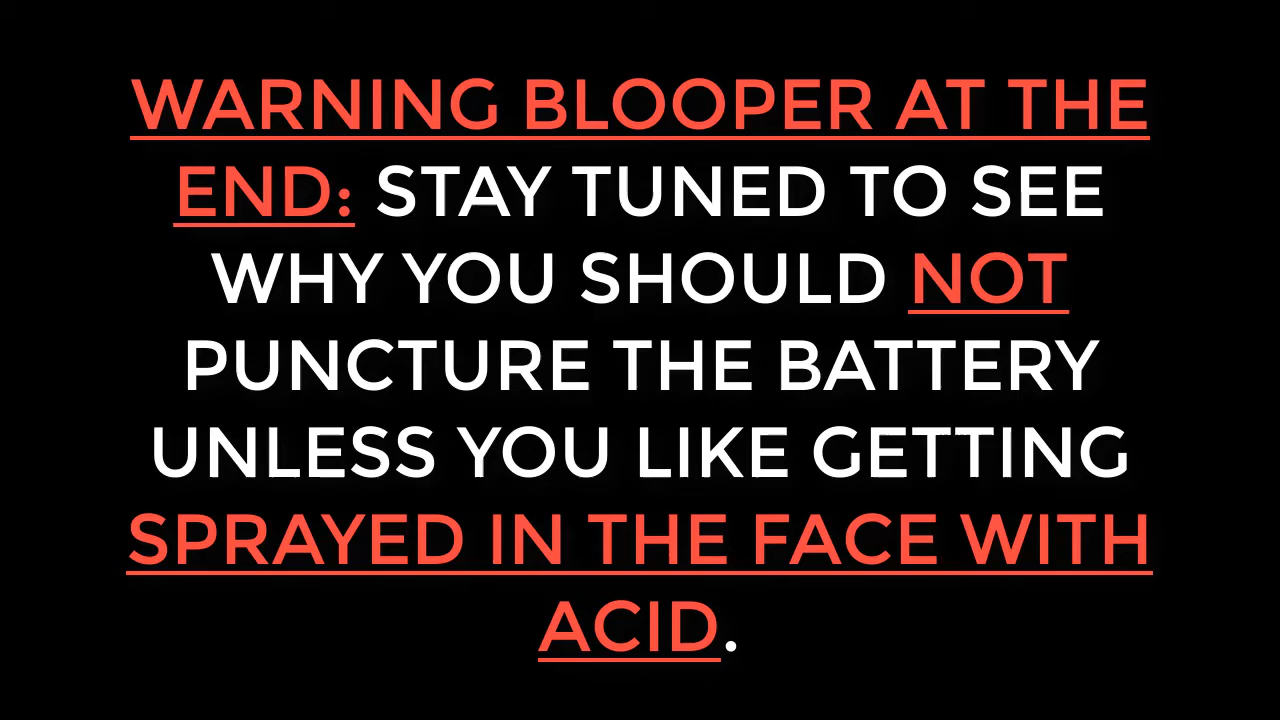 WARNING BLOOPER AT THE
END: STAY TUNED TO SEE
WHY YOU SHOULD NOT
PUNCTURE THE BATTERY
UNLESS YOU LIKE GETTING
SPRAYED IN THE FACE WITH
ACID.